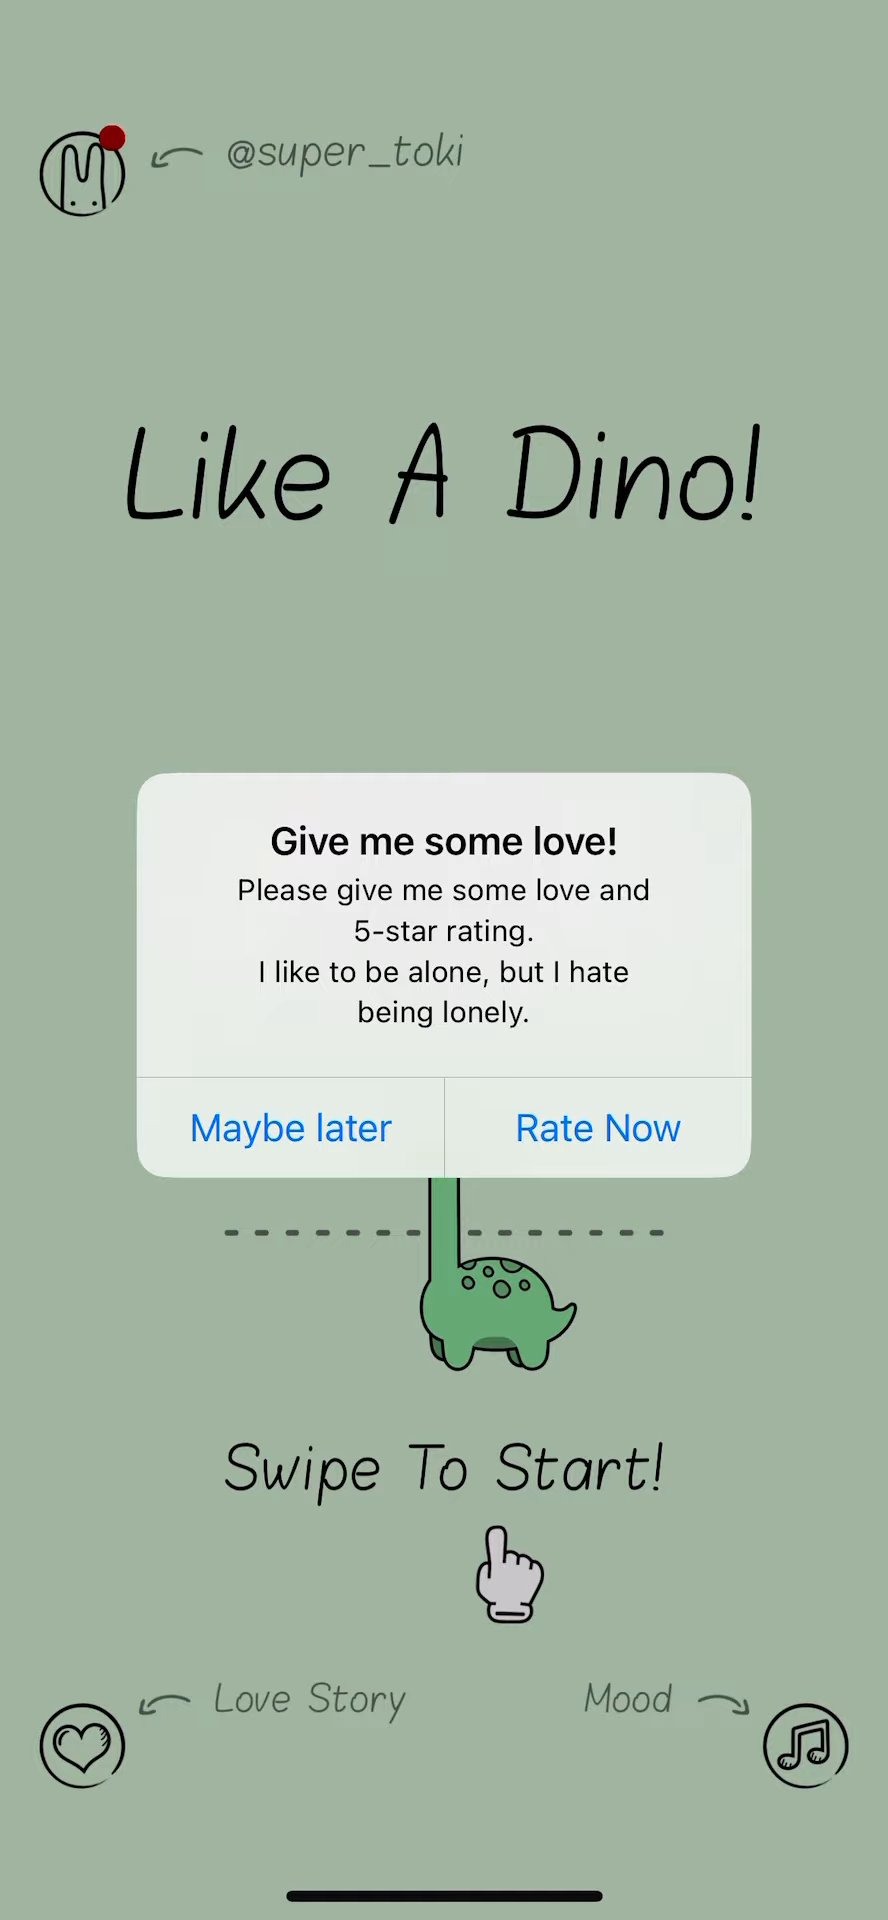 @super_toki
Like A Dino!
Give me some love!
Please give me some love and
5-star rating.
I like to be alone, but I hate
being lonely.
Maybe later
Rate Now
Swipe To Start!
Love Story
Mood